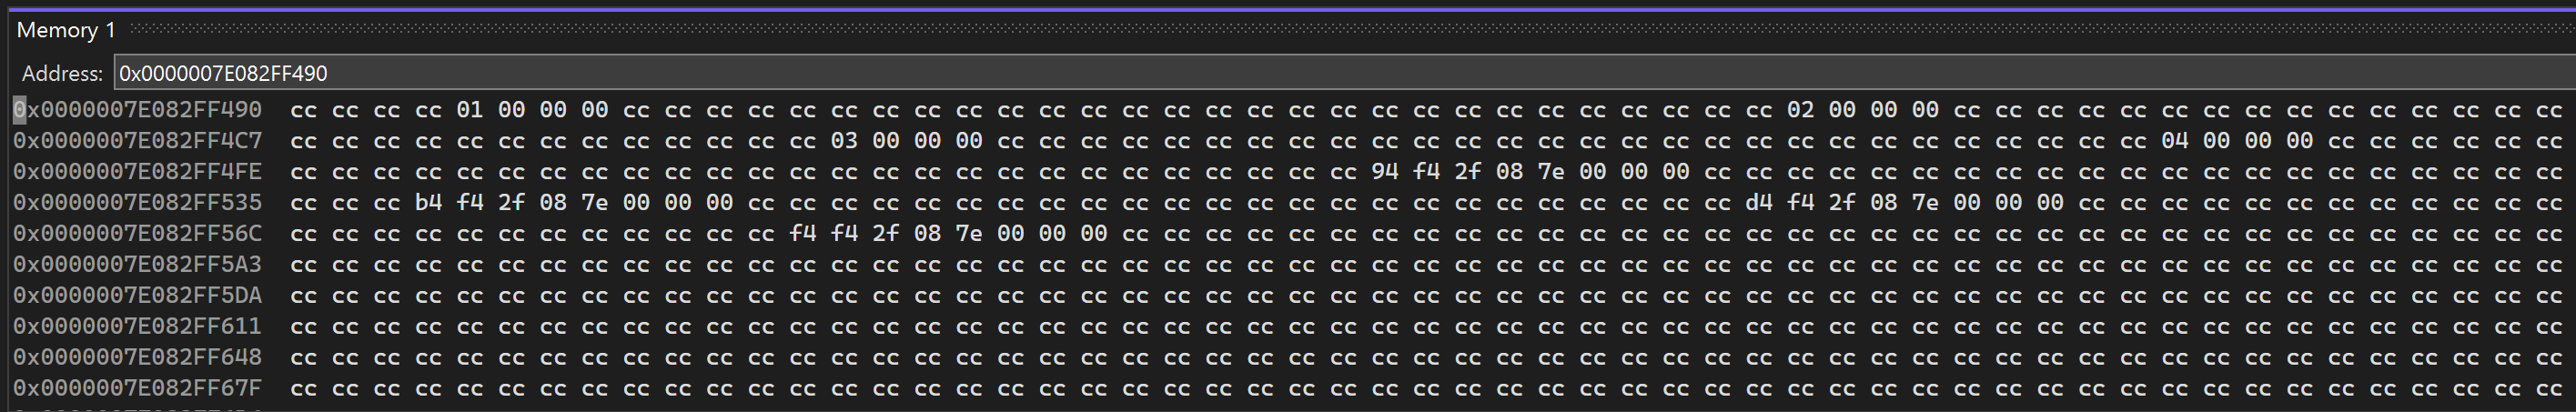 Memory 1
Address: 0x0000007E082FF490
0x0000007E082FF490 cc cc cc cc 01 00 00 00 cc cc cc cc cc cc cc cc cc cc cc cc cc cc cc cc cc cc cc cc cc cc cc cc cc cc cc cc 02 00 00 00 cc cc cc cc cc cc cc cc cc cc cc cc cc cc cc
0x0000007E082FF4C7 cc cc cc cc cc cc cc cc cc cc cc cc cc 03 00 00 00 cc cc cc cc cc cc cc cc cc cc cc cc cc cc cc cc cc cc cc cc cc cc cc cc cc cc cc cc 04 00 00 00 cc cc cc cc cc cc
0x0000007E082FF4FE cc cc cc cc cc cc cc cc cc cc cc cc cc cc cc cc cc cc cc cc cc cc cc cc cc cc 94 f4 2f 08 7e 00 00 00 cc cc cc cc cc cc cc cc cc cc cc cc cc cc cc cc cc cc cc cc cc
0x0000007E082FF535 cc cc cc b4 f4 2f 08 7e 00 00 00 cc cc cc cc cc cc cc cc cc cc cc cc cc cc cc cc cc cc cc cc cc cc cc cc d4 f4 2f 08 7e 00 00 00 cc cc cc cc cc cc cc cc cc cc cc cc
0x0000007E082FF56C cc cc cc cc cc cc cc cc cc cc cc cc f4 f4 2f 08 7e 00 00 00 cc cc cc cc cc cc cc cc cc cc cc cc cc cc cc cc cc cc cc cc cc cc cc cc cc cc cc cc cc cc cc cc cc cc cc
0x0000007E082FF5A3 cc cc cc cc cc cc cc cc cc cc cc cc cc cc cc cc cc cc cc cc cc cc cc cc cc cc cc cc cc cc cc cc cc cc cc cc cc cc cc cc cc cc cc cc cc cc cc cc cc cc cc cc cc cc cc
0x0000007E082FF5DA cc cc cc cc cc cc cc cc cc cc cc cc cc cc cc cc cc cc cc cc cc cc cc cc cc cc cc cc cc cc cc cc cc cc cc cc cc cc cc cc cc cc cc cc cc cc cc cc cc cc cc cc cc cc cc
0x0000007E082FF611 cc cc cc cc cc cc cc cc cc cc cc cc cc cc cc cc cc cc cc cc cc cc cc cc cc cc cc cc cc cc cc cc cc cc cc cc cc cc cc cc cc cc cc cc cc cc cc cc cc cc cc cc cc cc cc
0x0000007E082FF648 cc cc cc cc cc cc cc cc cc cc cc cc cc cc cc cc cc cc cc cc cc cc cc cc cc cc cc cc cc cc cc cc cc cc cc cc cc cc cc cc cc cc cc cc cc cc cc cc cc cc cc cc cc cc cc
0x0000007E082FF67F cc cc cc cc cc cc cc cc cc cc cc cc cc cc cc cc cc cc cc cc cc cc cc cc cc cc cc cc cc cc cc cc cc cc cc cc cc cc cc cc cc cc cc cc cc cc cc cc cc cc cc cc cc cc cc